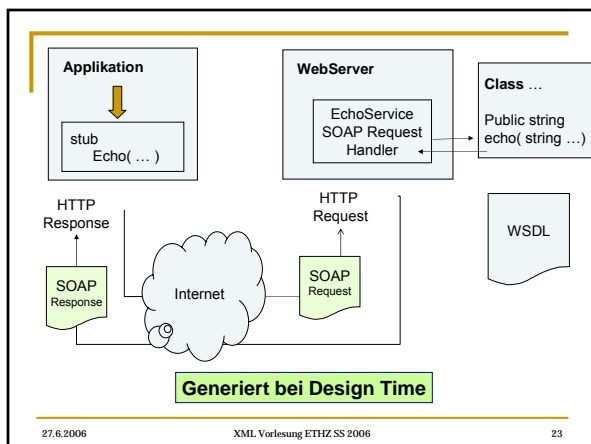 Applikation
stub
Echo( … )
WebServer
EchoService
SOAP Request
Handler
Class …
Public string
echo( string …)
HTTP
Response
HTTP
Request
WSDL
SOAP
Response
Internet
SOAP
Request
Generiert bei Design Time
27.6.2006
XML Vorlesung ETHZ SS 2006
23